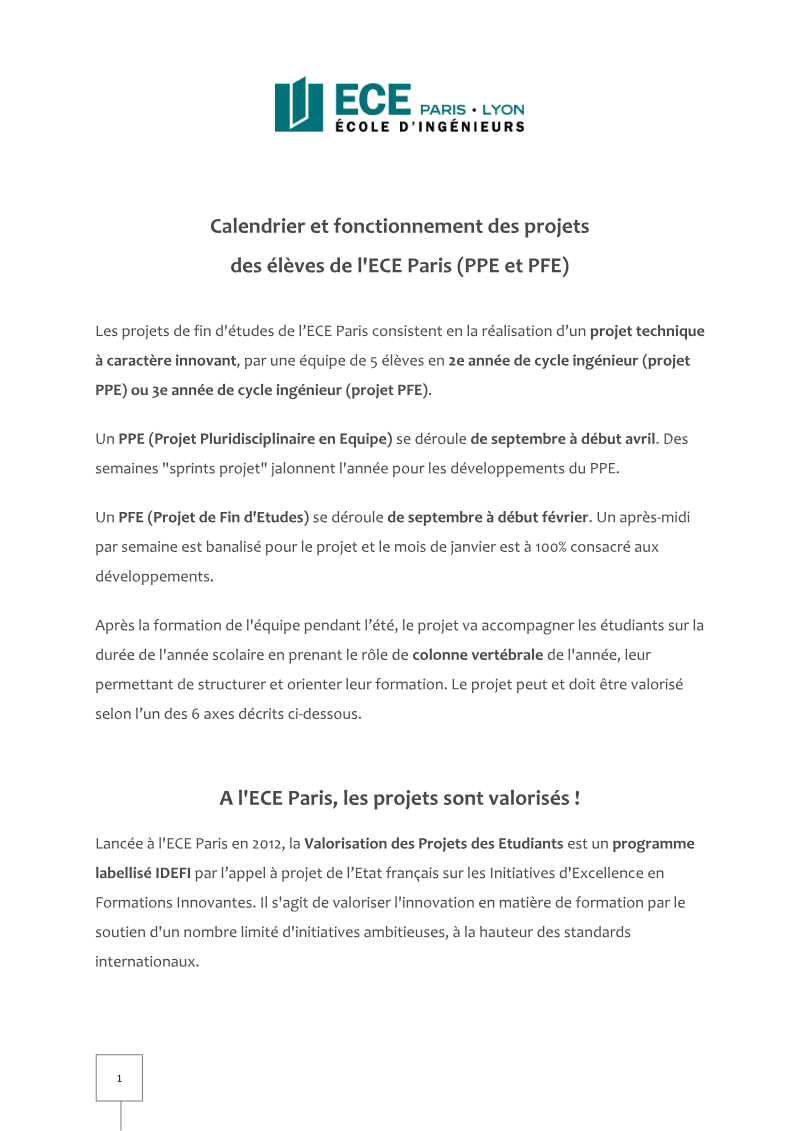 ECE PARIS • LYON
ÉCOLE D'INGÉNIEURS
Calendrier et fonctionnement des projets
des élèves de l'ECE Paris (PPE et PFE)
Les projets de fin d'études de l’ECE Paris consistent en la réalisation d’un projet technique
à caractère innovant, par une équipe de 5 élèves en 2e année de cycle ingénieur (projet
PPE) ou 3e année de cycle ingénieur (projet PFE).
Un PPE (Projet Pluridisciplinaire en Equipe) se déroule de septembre à début avril. Des
semaines "sprints projet" jalonnent l'année pour les développements du PPE.
Un PFE (Projet de Fin d'Etudes) se déroule de septembre à début février. Un après-midi
par semaine est banalisé pour le projet et le mois de janvier est à 100% consacré aux
développements.
Après la formation de l'équipe pendant l’été, le projet va accompagner les étudiants sur la
durée de l'année scolaire en prenant le rôle de colonne vertébrale de l'année, leur
permettant de structurer et orienter leur formation. Le projet peut et doit être valorisé
selon l’un des 6 axes décrits ci-dessous.
A l'ECE Paris, les projets sont valorisés !
Lancée à l'ECE Paris en 2012, la Valorisation des Projets des Etudiants est un programme
labellisé IDEFI par l’appel à projet de l’Etat français sur les Initiatives d'Excellence en
Formations Innovantes. Il s'agit de valoriser l'innovation en matière de formation par le
soutien d'un nombre limité d'initiatives ambitieuses, à la hauteur des standards
internationaux.
1